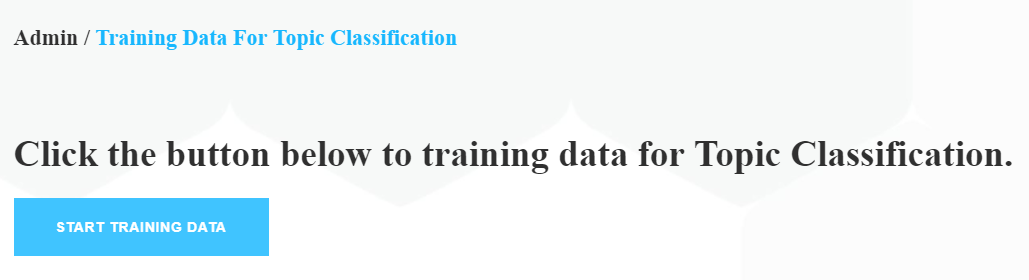 Admin / Training Data For Topic Classification
Click the button below to training data for Topic Classification.
START TRAINING DATA